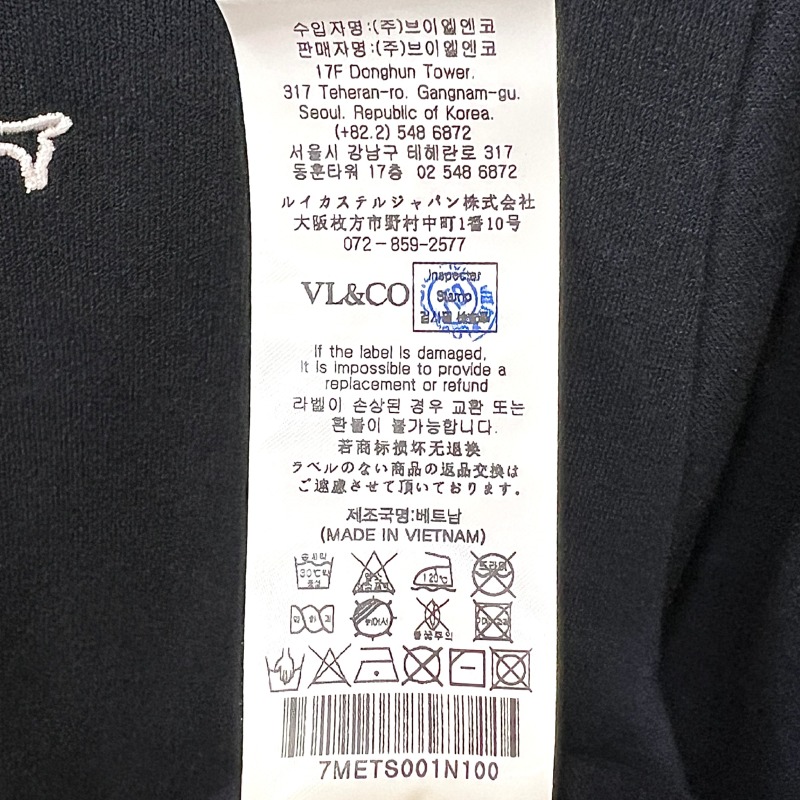 수입자명:(주)브이엘엔코
판매자명:(주)브이엘엔코
17F Donghun Tower.
317 Teheran-ro. Gangnam-gu.
Seoul. Republic of Korea.
(+82.2) 548 6872
서울시 강남구 테헤란로 317
동훈타워 17층 02 548 6872
ルイカステルジャパン株式会社
大阪枚方市野村中町1番10号
072-859-2577
VL&CO
Inspector
Stamp
If the label is damaged,
It is impossible to provide a
replacement or refund
라벨이 손상된 경우 교환 또는
환불이 불가능합니다.
若商标损坏无退换
ラベルのない商品の返品交換は
ご遠慮させて頂いております。
제조국명:베트남
(MADE IN VIETNAM)
30℃
중성
120℃
드라이
7METS001N100